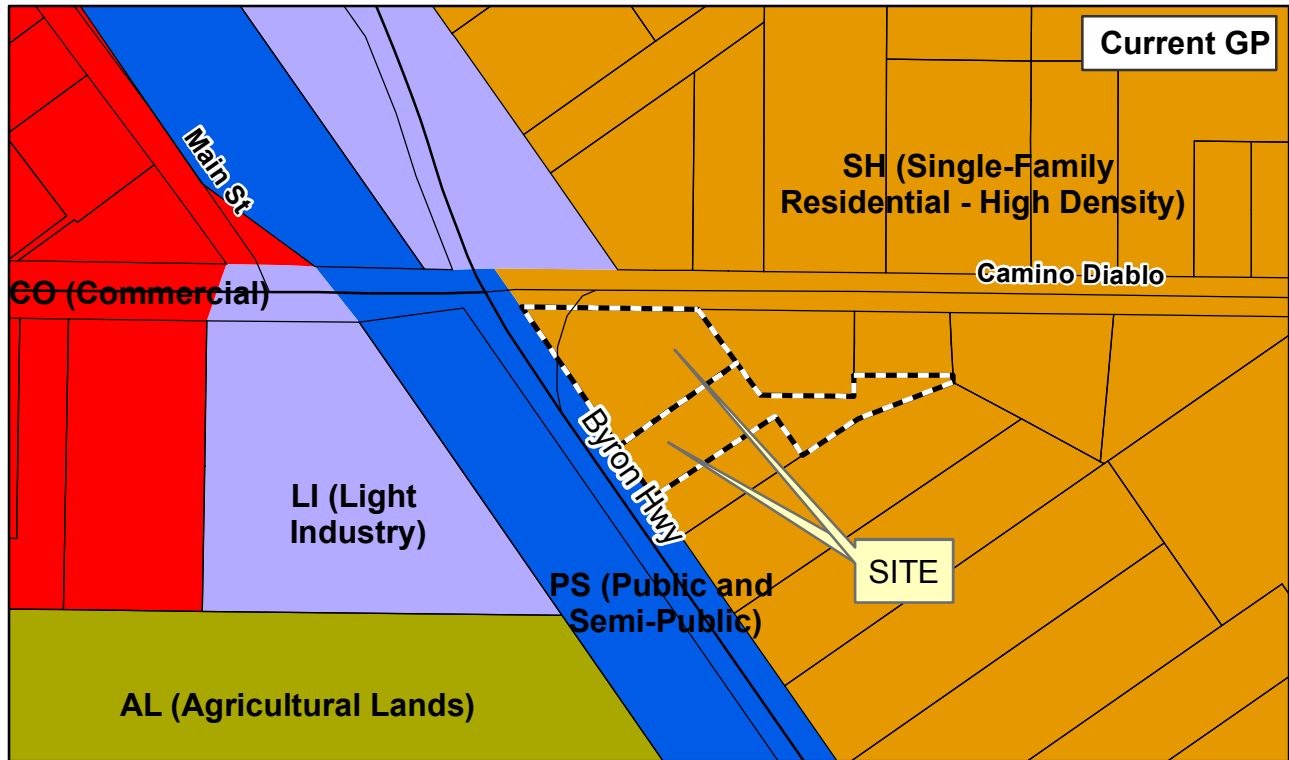 Current GP
Main St
SH (Single-Family
Residential - High Density)
Camino Diablo
CO (Commercial)
Byron Hwy
LI (Light
Industry)
SITE
PS (Public and
Semi-Public)
AL (Agricultural Lands)